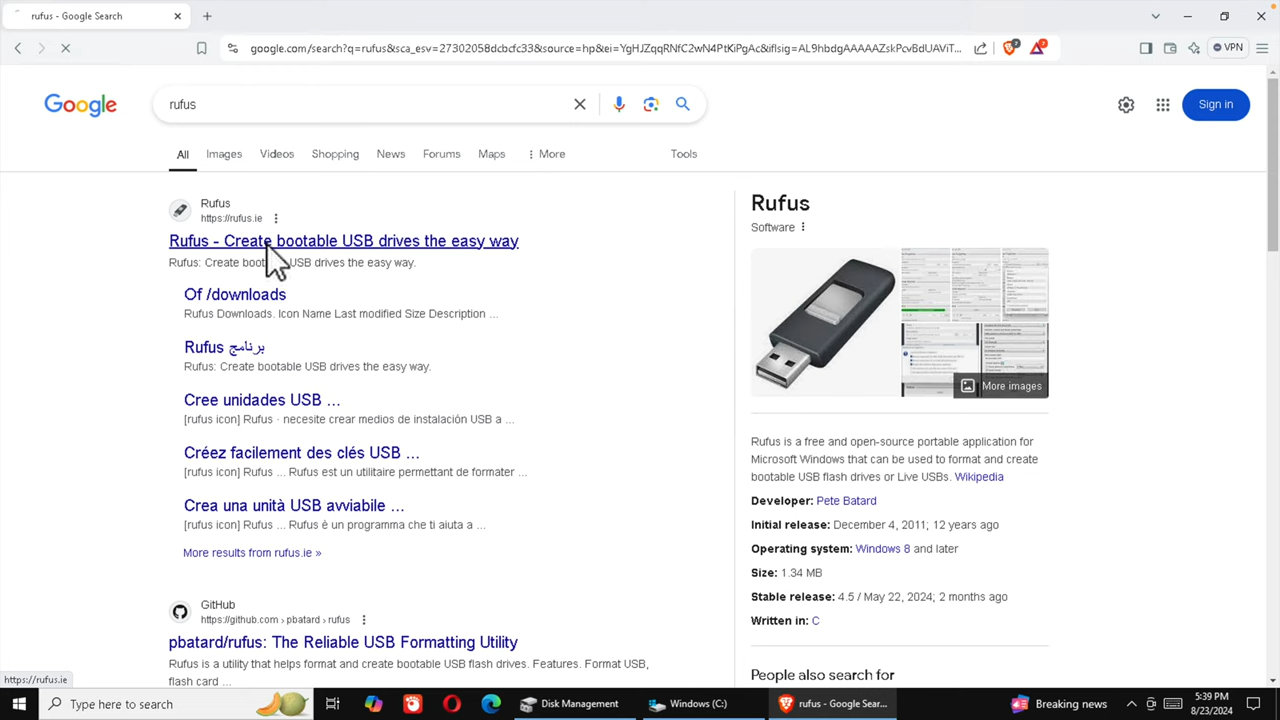 rufus - Google Search
google.com/search?q=rufus&sca_esv=27302058dcbcfc33&source=hp&ei=YgHJZqqRNfC2wN4PtKiPgAc&iflsig=AL9hbdgAAAAAZskPcvBdUAViT...
VPN
Google
rufus
Sign in
All
Images
Videos
Shopping
News
Forums
Maps
More
Tools
Rufus
https://rufus.ie
Rufus - Create bootable USB drives the easy way
Rufus: Create USB drives the easy way.
Of /downloads
Rufus Downloads ; Icon Name Last modified Size Description ...
Rufus برنامج
Rufus - Create bootable USB drives the easy way.
Cree unidades USB ...
[rufus icon] Rufus · necesite crear medios de instalación USB a ...
Créez facilement des clés USB ...
[rufus icon] Rufus ... Rufus est un utilitaire permettant de formater ...
Crea una unità USB avviabile ...
[rufus icon] Rufus ... Rufus è un programma che ti aiuta a ...
More results from rufus.ie »
GitHub
https://github.com › pbatard › rufus
pbatard/rufus: The Reliable USB Formatting Utility
Rufus is a utility that helps format and create bootable USB flash drives. Features. Format USB,
flash card ...
Rufus
Software
More images
Rufus is a free and open-source portable application for
Microsoft Windows that can be used to format and create
bootable USB flash drives or Live USBs. Wikipedia
Developer: Pete Batard
Initial release: December 4, 2011; 12 years ago
Operating system: Windows 8 and later
Size: 1.34 MB
Stable release: 4.5 / May 22, 2024; 2 months ago
Written in: C
People also search for
https://rufus.ie
Type here to search
Disk Management
Windows (C:)
rufus - Google Sear...
Breaking news
5:39 PM
8/23/2024